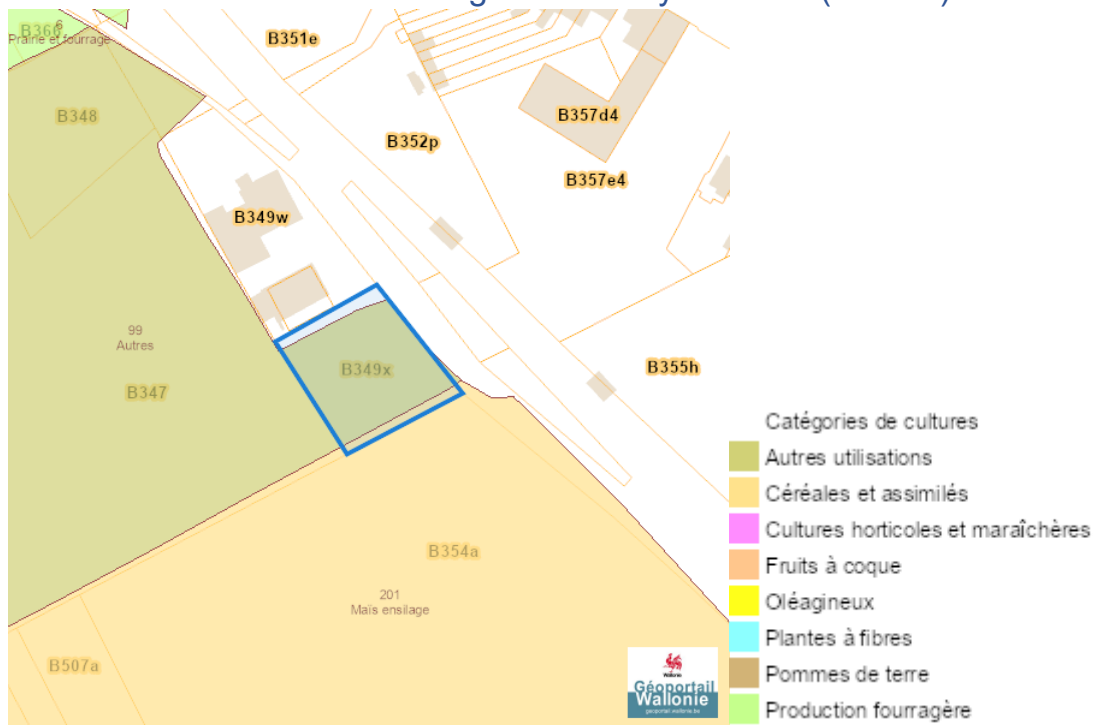 B366
6
Prairie et fourrage
B351e
B348
B352p
B357d4
B357e4
B349w
99
Autres
B347
B349x
B355h
B354a
201
Maïs ensilage
B507a
Wallonie
Géoportail
Wallonie
geoportail.wallonie.be
Catégories de cultures
Autres utilisations
Céréales et assimilés
Cultures horticoles et maraîchères
Fruits à coque
Oléagineux
Plantes à fibres
Pommes de terre
Production fourragère